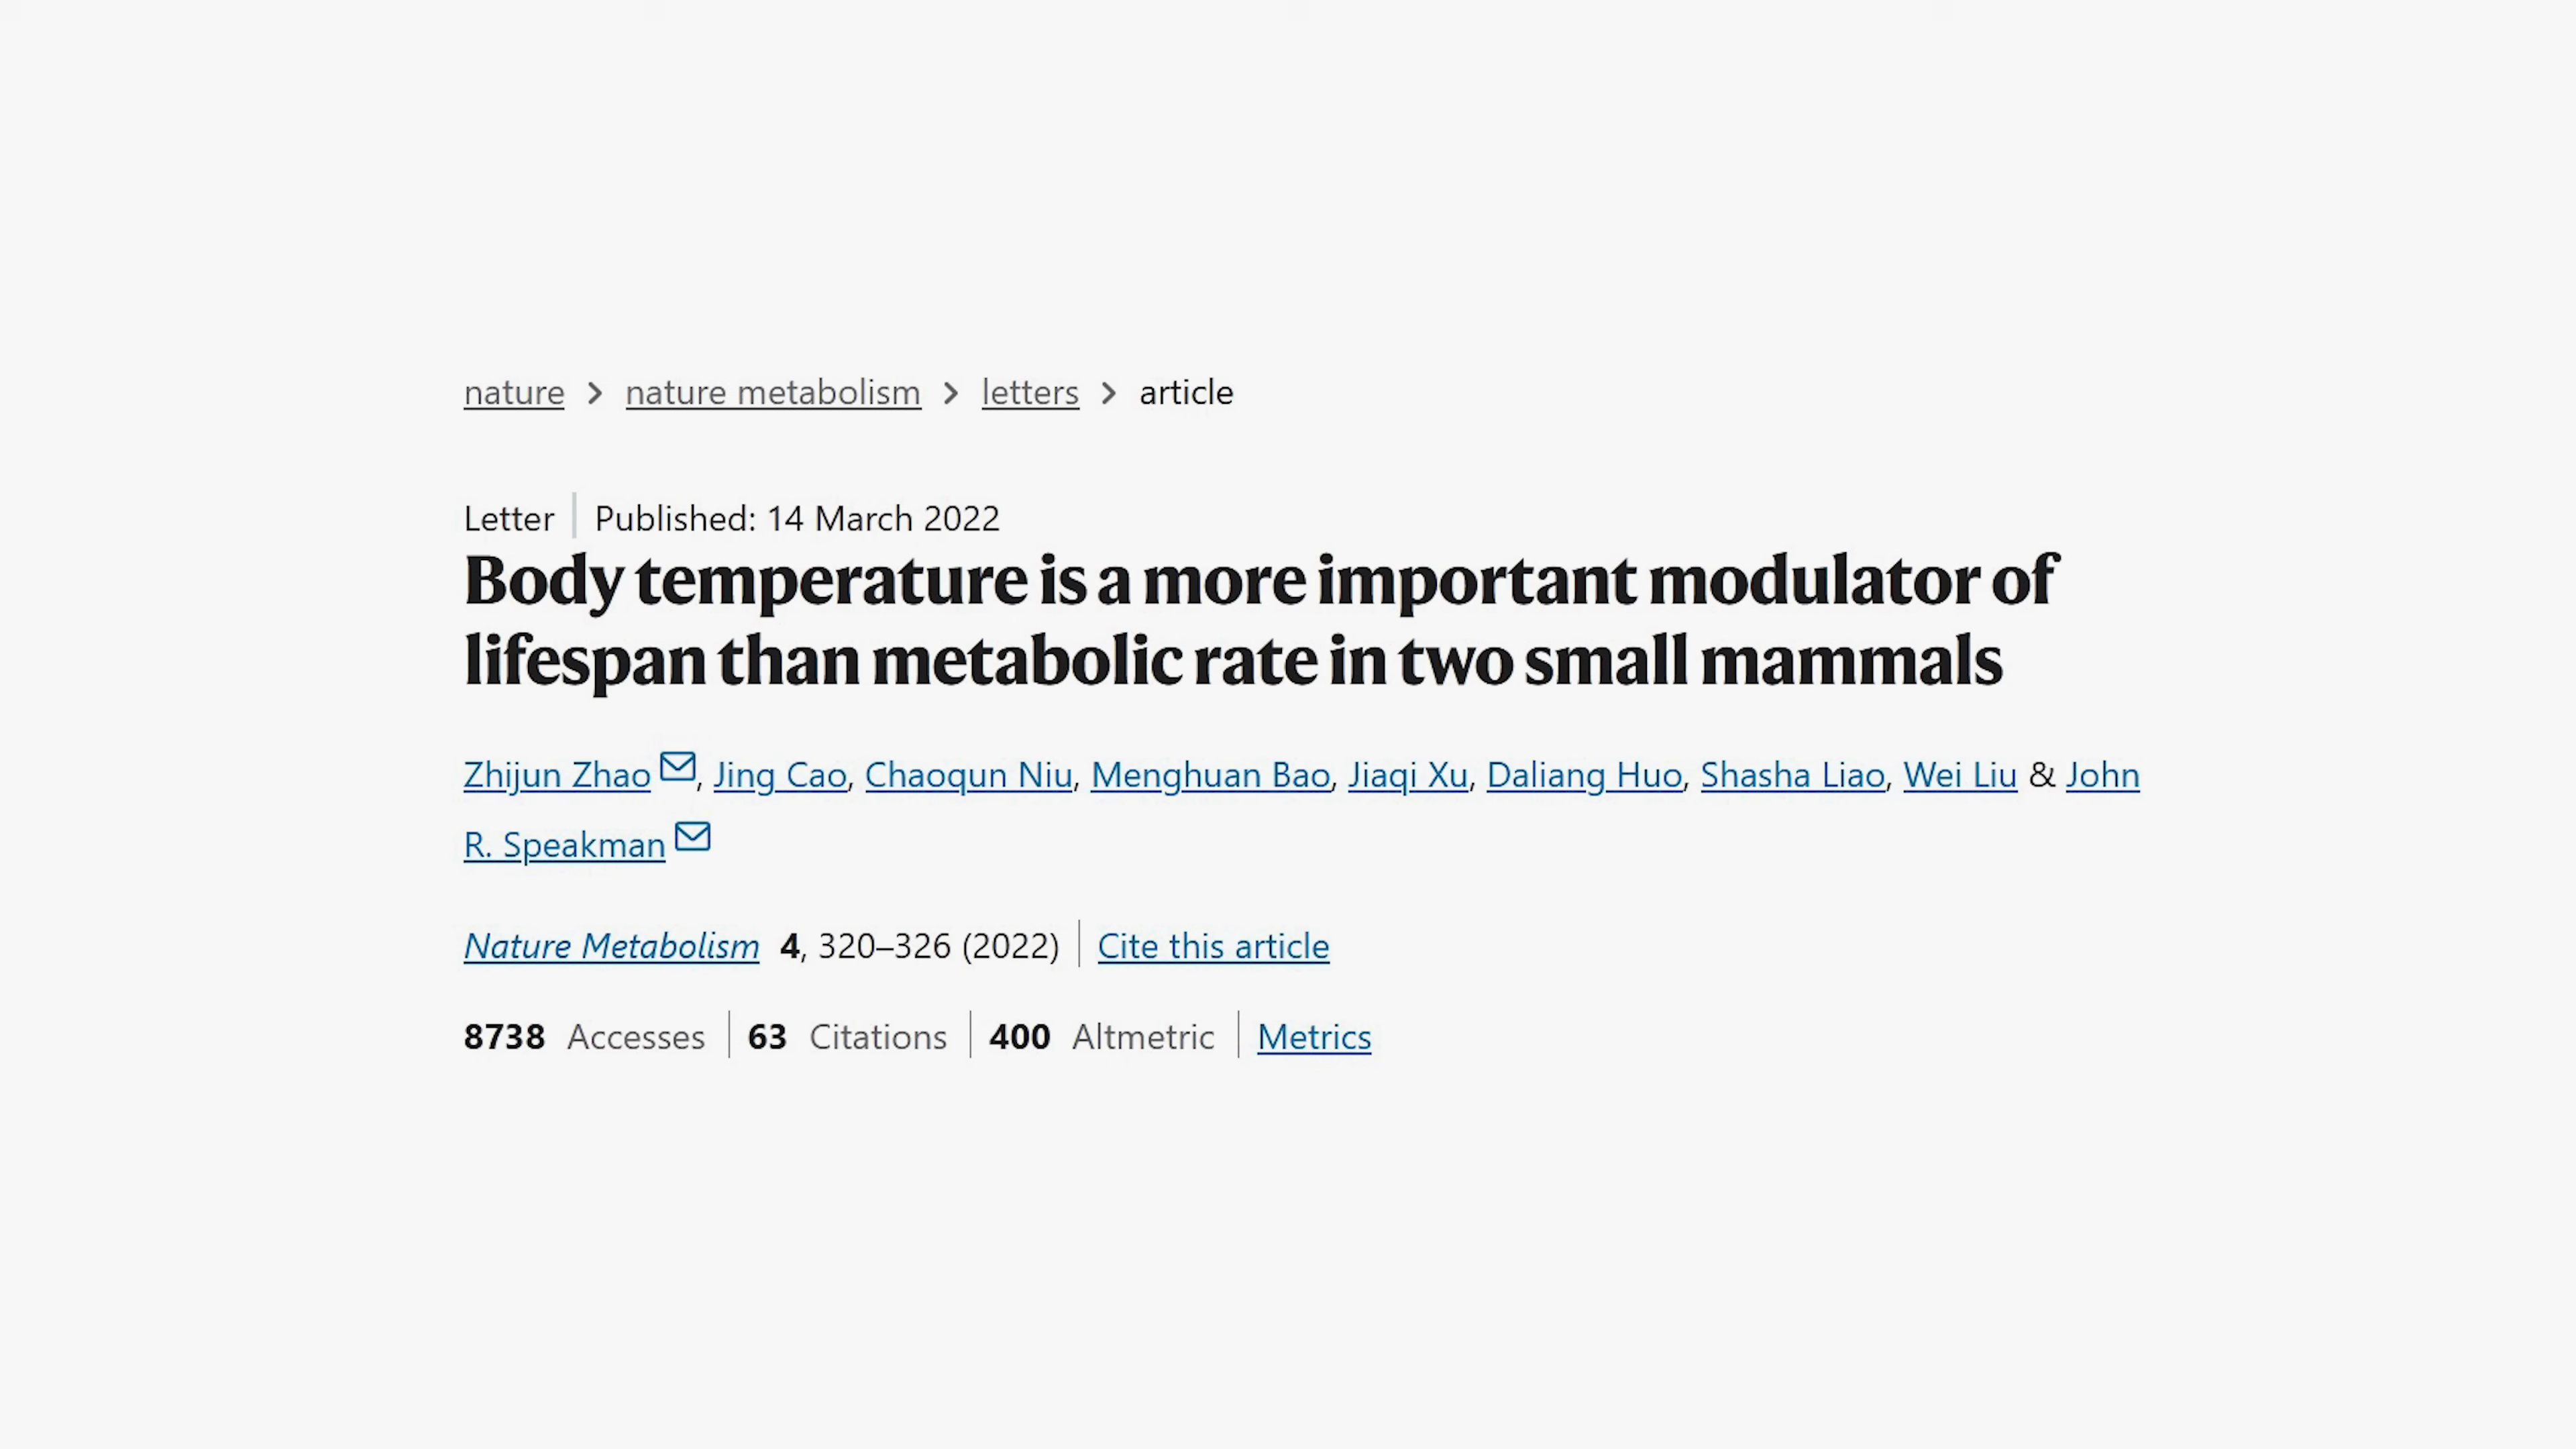 nature > nature metabolism > letters > article
Letter | Published: 14 March 2022
Body temperature is a more important modulator of
lifespan than metabolic rate in two small mammals
Zhijun Zhao, Jing Cao, Chaoqun Niu, Menghuan Bao, Jiaqi Xu, Daliang Huo, Shasha Liao, Wei Liu & John
R. Speakman
Nature Metabolism 4, 320–326 (2022) | Cite this article
8738 Accesses | 63 Citations | 400 Altmetric | Metrics